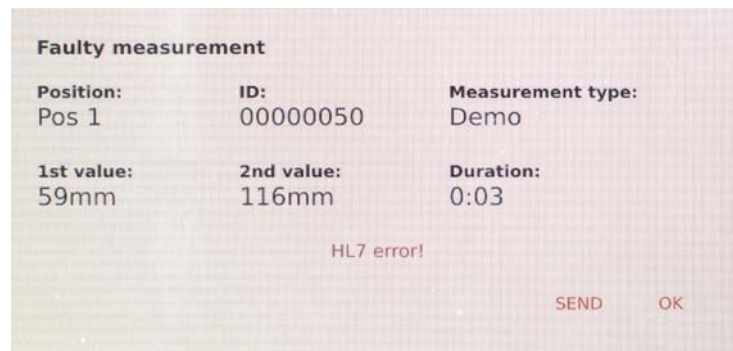 Faulty measurement
Position: ID: Measurement type:
Pos 1 00000050 Demo
1st value: 2nd value: Duration:
59mm 116mm 0:03
HL7 error!
SEND OK